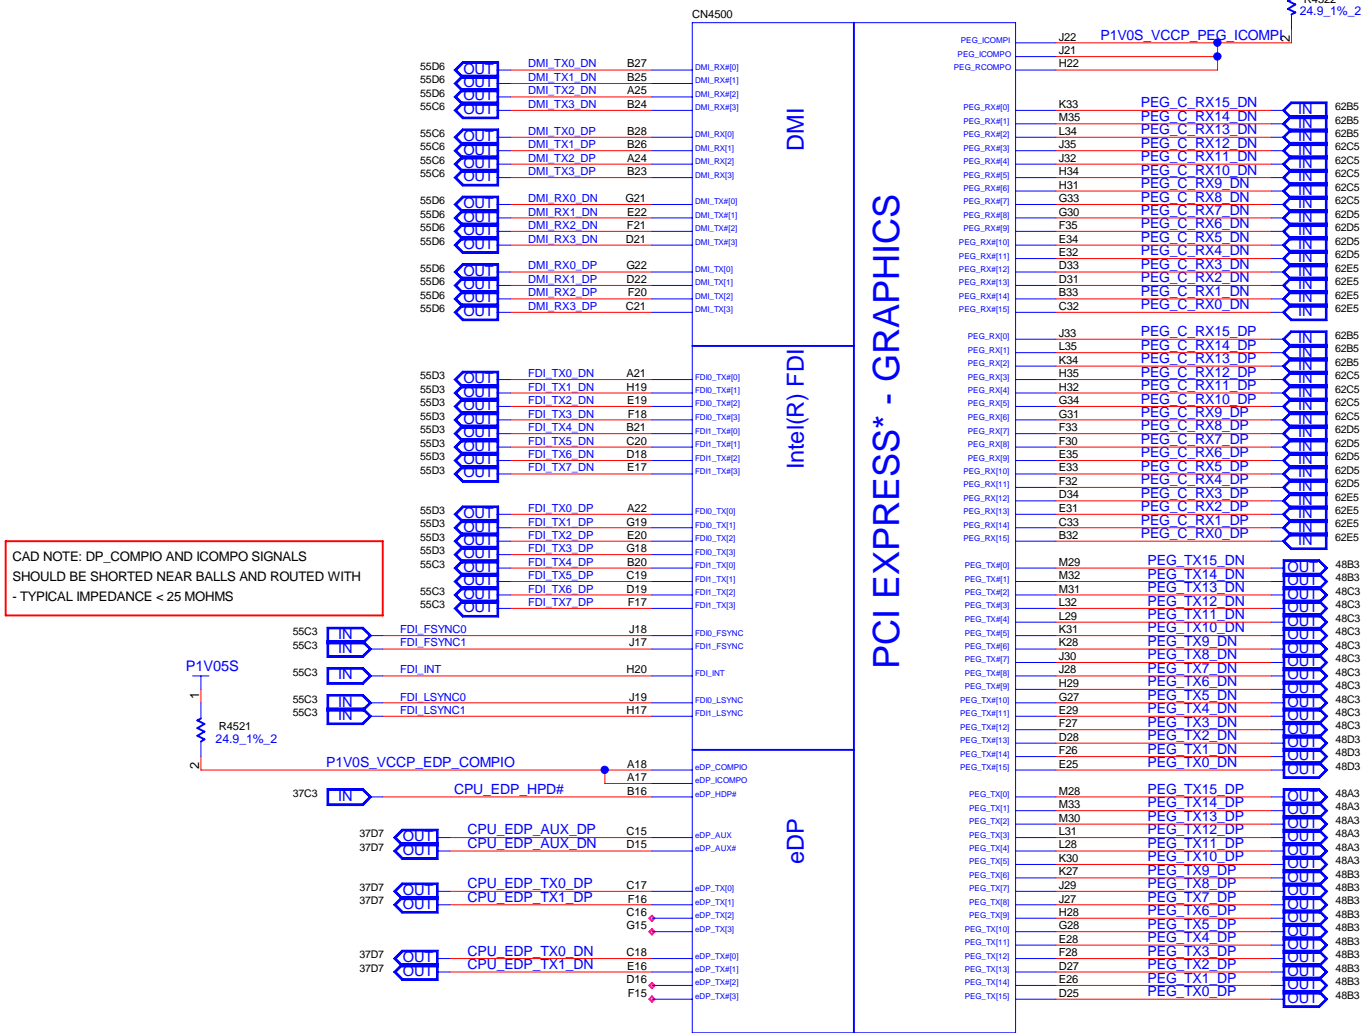 CN4500
R4522
24.9_1%_2
PEG_ICOMPI J22 P1V0S_VCCP_PEG_ICOMPI 2
PEG_ICOMPO J21
PEG_RCOMPO H22
55D6 OUT DMI_TX0_DN B27 DMI_RX#[0]
55D6 OUT DMI_TX1_DN B25 DMI_RX#[1]
55D6 OUT DMI_TX2_DN A25 DMI_RX#[2]
55C6 OUT DMI_TX3_DN B24 DMI_RX#[3]
55C6 OUT DMI_TX0_DP B28 DMI_RX[0]
55C6 OUT DMI_TX1_DP B26 DMI_RX[1]
55C6 OUT DMI_TX2_DP A24 DMI_RX[2]
55C6 OUT DMI_TX3_DP B23 DMI_RX[3]
55D6 OUT DMI_RX0_DN G21 DMI_TX#[0]
55D6 OUT DMI_RX1_DN E22 DMI_TX#[1]
55D6 OUT DMI_RX2_DN F21 DMI_TX#[2]
55D6 OUT DMI_RX3_DN D21 DMI_TX#[3]
55D6 OUT DMI_RX0_DP G22 DMI_TX[0]
55D6 OUT DMI_RX1_DP D22 DMI_TX[1]
55D6 OUT DMI_RX2_DP F20 DMI_TX[2]
55D6 OUT DMI_RX3_DP C21 DMI_TX[3]
DMI
55D3 OUT FDI_TX0_DN A21 FDI0_TX#[0]
55D3 OUT FDI_TX1_DN H19 FDI0_TX#[1]
55D3 OUT FDI_TX2_DN E19 FDI0_TX#[2]
55D3 OUT FDI_TX3_DN F18 FDI0_TX#[3]
55D3 OUT FDI_TX4_DN B21 FDI1_TX#[0]
55D3 OUT FDI_TX5_DN C20 FDI1_TX#[1]
55D3 OUT FDI_TX6_DN D18 FDI1_TX#[2]
55D3 OUT FDI_TX7_DN E17 FDI1_TX#[3]
55D3 OUT FDI_TX0_DP A22 FDI0_TX[0]
55D3 OUT FDI_TX1_DP G19 FDI0_TX[1]
55D3 OUT FDI_TX2_DP E20 FDI0_TX[2]
55D3 OUT FDI_TX3_DP G18 FDI0_TX[3]
55C3 OUT FDI_TX4_DP B20 FDI1_TX[0]
OUT FDI_TX5_DP C19 FDI1_TX[1]
55C3 OUT FDI_TX6_DP D19 FDI1_TX[2]
55C3 OUT FDI_TX7_DP F17 FDI1_TX[3]
Intel(R) FDI
CAD NOTE: DP_COMPIO AND ICOMPO SIGNALS
SHOULD BE SHORTED NEAR BALLS AND ROUTED WITH
- TYPICAL IMPEDANCE < 25 MOHMS
55C3 IN FDI_FSYNC0 J18 FDI0_FSYNC
55C3 IN FDI_FSYNC1 J17 FDI1_FSYNC
55C3 IN FDI_INT H20 FDI_INT
55C3 IN FDI_LSYNC0 J19 FDI0_LSYNC
55C3 IN FDI_LSYNC1 H17 FDI1_LSYNC
P1V05S
1
R4521
24.9_1%_2
2
P1V0S_VCCP_EDP_COMPIO A18 eDP_COMPIO
A17 eDP_ICOMPO
37C3 IN CPU_EDP_HPD# B16 eDP_HDP#
37D7 OUT CPU_EDP_AUX_DP C15 eDP_AUX
37D7 OUT CPU_EDP_AUX_DN D15 eDP_AUX#
37D7 OUT CPU_EDP_TX0_DP C17 eDP_TX[0]
37D7 OUT CPU_EDP_TX1_DP F16 eDP_TX[1]
C16 eDP_TX[2]
G15 eDP_TX[3]
37D7 OUT CPU_EDP_TX0_DN C18 eDP_TX#[0]
37D7 OUT CPU_EDP_TX1_DN E16 eDP_TX#[1]
D16 eDP_TX#[2]
F15 eDP_TX#[3]
eDP
PCI EXPRESS* - GRAPHICS
PEG_RX#[0] K33 PEG_C_RX15_DN IN 62B5
PEG_RX#[1] M35 PEG_C_RX14_DN IN 62B5
PEG_RX#[2] L34 PEG_C_RX13_DN IN 62B5
PEG_RX#[3] J35 PEG_C_RX12_DN IN 62C5
PEG_RX#[4] J32 PEG_C_RX11_DN IN 62C5
PEG_RX#[5] H34 PEG_C_RX10_DN IN 62C5
PEG_RX#[6] H31 PEG_C_RX9_DN IN 62C5
PEG_RX#[7] G33 PEG_C_RX8_DN IN 62C5
PEG_RX#[8] G30 PEG_C_RX7_DN IN 62D5
PEG_RX#[9] F35 PEG_C_RX6_DN IN 62D5
PEG_RX#[10] E34 PEG_C_RX5_DN IN 62D5
PEG_RX#[11] E32 PEG_C_RX4_DN IN 62D5
PEG_RX#[12] D33 PEG_C_RX3_DN IN 62E5
PEG_RX#[13] D31 PEG_C_RX2_DN IN 62E5
PEG_RX#[14] B33 PEG_C_RX1_DN IN 62E5
PEG_RX#[15] C32 PEG_C_RX0_DN IN 62E5
PEG_RX[0] J33 PEG_C_RX15_DP IN 62B5
PEG_RX[1] L35 PEG_C_RX14_DP IN 62B5
PEG_RX[2] K34 PEG_C_RX13_DP IN 62B5
PEG_RX[3] H35 PEG_C_RX12_DP IN 62C5
PEG_RX[4] H32 PEG_C_RX11_DP IN 62C5
PEG_RX[5] G34 PEG_C_RX10_DP IN 62C5
PEG_RX[6] G31 PEG_C_RX9_DP IN 62C5
PEG_RX[7] F33 PEG_C_RX8_DP IN 62D5
PEG_RX[8] F30 PEG_C_RX7_DP IN 62D5
PEG_RX[9] E35 PEG_C_RX6_DP IN 62D5
PEG_RX[10] E33 PEG_C_RX5_DP IN 62D5
PEG_RX[11] F32 PEG_C_RX4_DP IN 62D5
PEG_RX[12] D34 PEG_C_RX3_DP IN 62E5
PEG_RX[13] E31 PEG_C_RX2_DP IN 62E5
PEG_RX[14] C33 PEG_C_RX1_DP IN 62E5
PEG_RX[15] B32 PEG_C_RX0_DP IN 62E5
PEG_TX#[0] M29 PEG_TX15_DN OUT 48B3
PEG_TX#[1] M32 PEG_TX14_DN OUT 48B3
PEG_TX#[2] M31 PEG_TX13_DN OUT 48C3
PEG_TX#[3] L32 PEG_TX12_DN OUT 48C3
PEG_TX#[4] L29 PEG_TX11_DN OUT 48C3
PEG_TX#[5] K31 PEG_TX10_DN OUT 48C3
PEG_TX#[6] K28 PEG_TX9_DN OUT 48C3
PEG_TX#[7] J30 PEG_TX8_DN OUT 48C3
PEG_TX#[8] J28 PEG_TX7_DN OUT 48C3
PEG_TX#[9] H29 PEG_TX6_DN OUT 48C3
PEG_TX#[10] G27 PEG_TX5_DN OUT 48C3
PEG_TX#[11] E29 PEG_TX4_DN OUT 48C3
PEG_TX#[12] F27 PEG_TX3_DN OUT 48C3
PEG_TX#[13] D28 PEG_TX2_DN OUT 48D3
PEG_TX#[14] F26 PEG_TX1_DN OUT 48D3
PEG_TX#[15] E25 PEG_TX0_DN OUT 48D3
PEG_TX[0] M28 PEG_TX15_DP OUT 48A3
PEG_TX[1] M33 PEG_TX14_DP OUT 48A3
PEG_TX[2] M30 PEG_TX13_DP OUT 48A3
PEG_TX[3] L31 PEG_TX12_DP OUT 48A3
PEG_TX[4] L28 PEG_TX11_DP OUT 48A3
PEG_TX[5] K30 PEG_TX10_DP OUT 48A3
PEG_TX[6] K27 PEG_TX9_DP OUT 48B3
PEG_TX[7] J29 PEG_TX8_DP OUT 48B3
PEG_TX[8] J27 PEG_TX7_DP OUT 48B3
PEG_TX[9] H28 PEG_TX6_DP OUT 48B3
PEG_TX[10] G28 PEG_TX5_DP OUT 48B3
PEG_TX[11] E28 PEG_TX4_DP OUT 48B3
PEG_TX[12] F28 PEG_TX3_DP OUT 48B3
PEG_TX[13] D27 PEG_TX2_DP OUT 48B3
PEG_TX[14] E26 PEG_TX1_DP OUT 48B3
PEG_TX[15] D25 PEG_TX0_DP OUT 48B3